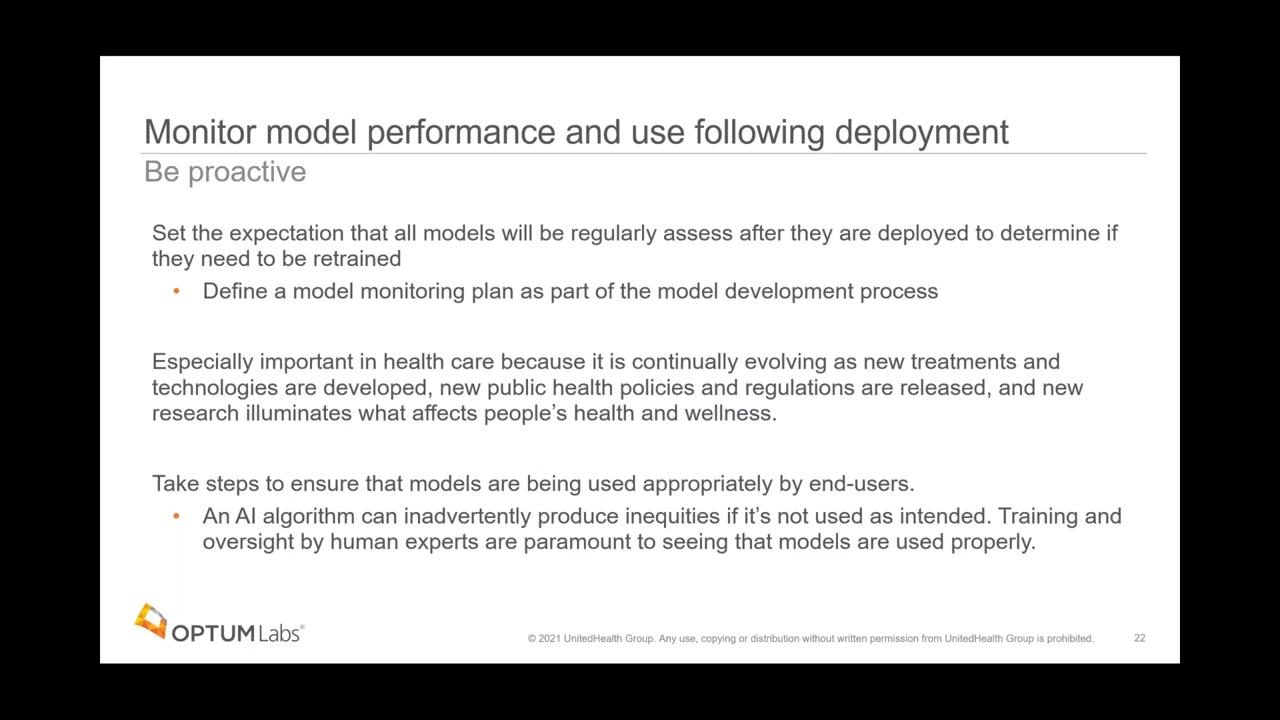 Monitor model performance and use following deployment
Be proactive
Set the expectation that all models will be regularly assess after they are deployed to determine if
they need to be retrained
• Define a model monitoring plan as part of the model development process
Especially important in health care because it is continually evolving as new treatments and
technologies are developed, new public health policies and regulations are released, and new
research illuminates what affects people’s health and wellness.
Take steps to ensure that models are being used appropriately by end-users.
• An AI algorithm can inadvertently produce inequities if it’s not used as intended. Training and
oversight by human experts are paramount to seeing that models are used properly.
OPTUM Labs®
© 2021 UnitedHealth Group. Any use, copying or distribution without written permission from UnitedHealth Group is prohibited.
22